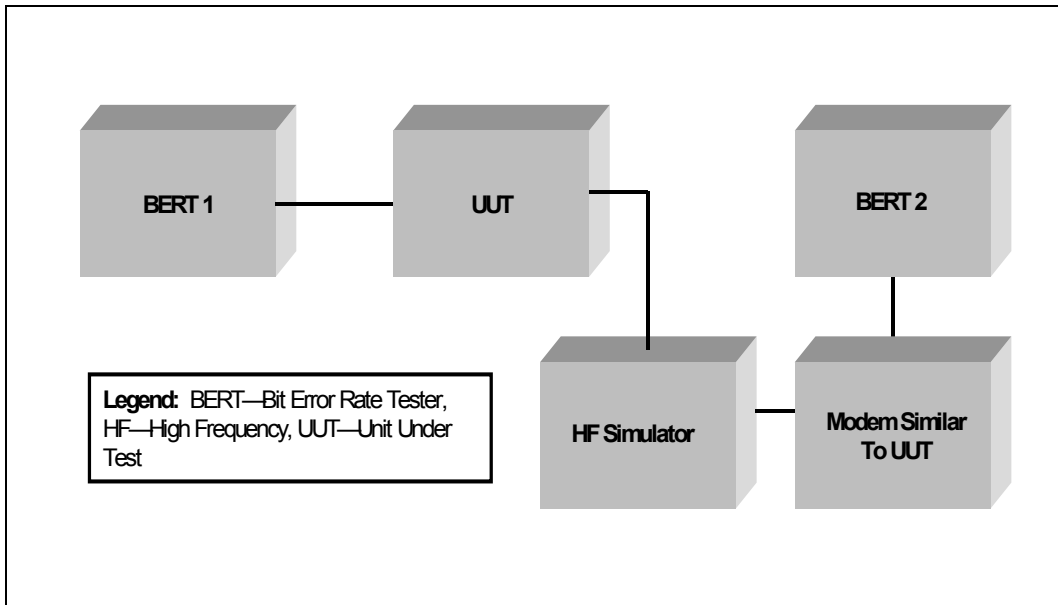 BERT 1
UUT
BERT 2
HF Simulator
Modem Similar
To UUT
Legend: BERT—Bit Error Rate Tester,
HF—High Frequency, UUT—Unit Under
Test